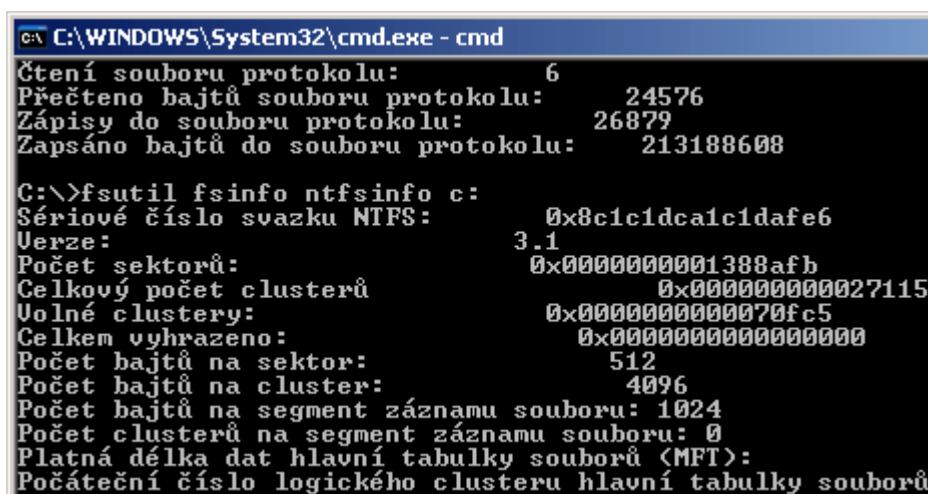 C:\WINDOWS\System32\cmd.exe - cmd
Čtení souboru protokolu: 6
Přečteno bajtů souboru protokolu: 24576
Zápisy do souboru protokolu: 26879
Zapsáno bajtů do souboru protokolu: 213188608
C:\>fsutil fsinfo ntfsinfo c:
Sériové číslo svazku NTFS: 0x8c1c1dca1c1dafe6
Verze: 3.1
Počet sektorů: 0x0000000001388afb
Celkový počet clusterů 0x000000000027115
Volné clustery: 0x0000000000070fc5
Celkem vyhrazeno: 0x0000000000000000
Počet bajtů na sektor: 512
Počet bajtů na cluster: 4096
Počet bajtů na segment záznamu souboru: 1024
Počet clusterů na segment záznamu souboru: 0
Platná délka dat hlavní tabulky souborů (MFT):
Počáteční číslo logického clusteru hlavní tabulky souborů